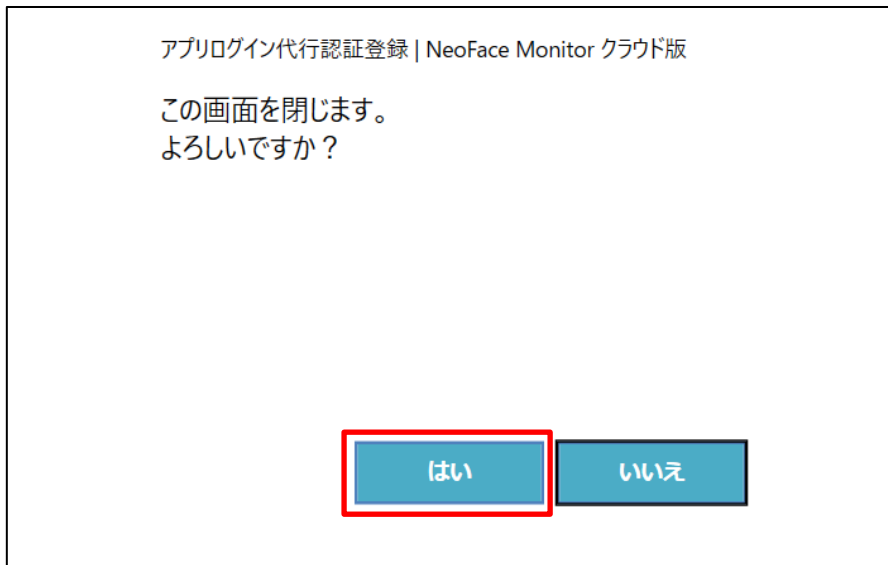 アプリログイン代行認証登録 | NeoFace Monitor クラウド版
この画面を閉じます。
よろしいですか？
はい
いいえ